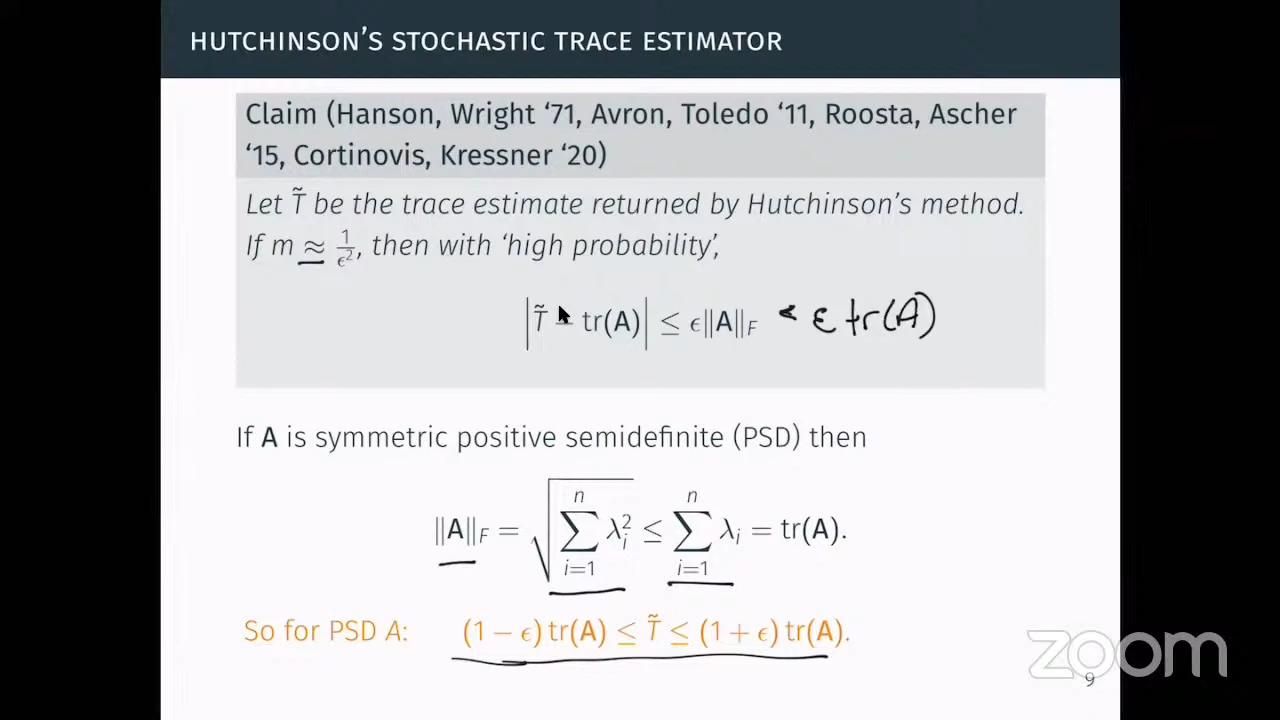 HUTCHINSON'S STOCHASTIC TRACE ESTIMATOR
Claim (Hanson, Wright '71, Avron, Toledo '11, Roosta, Ascher
'15, Cortinovis, Kressner '20)
Let T̃ be the trace estimate returned by Hutchinson's method.
If m ≈ 1/ϵ², then with 'high probability',
|T̃ − tr(A)| ≤ ϵ‖A‖_F < ε tr(A)
If A is symmetric positive semidefinite (PSD) then
‖A‖_F = √(∑_{i=1}^{n} λ_i²) ≤ ∑_{i=1}^{n} λ_i = tr(A).
So for PSD A: (1 − ϵ) tr(A) ≤ T̃ ≤ (1 + ϵ) tr(A).
zoom
9